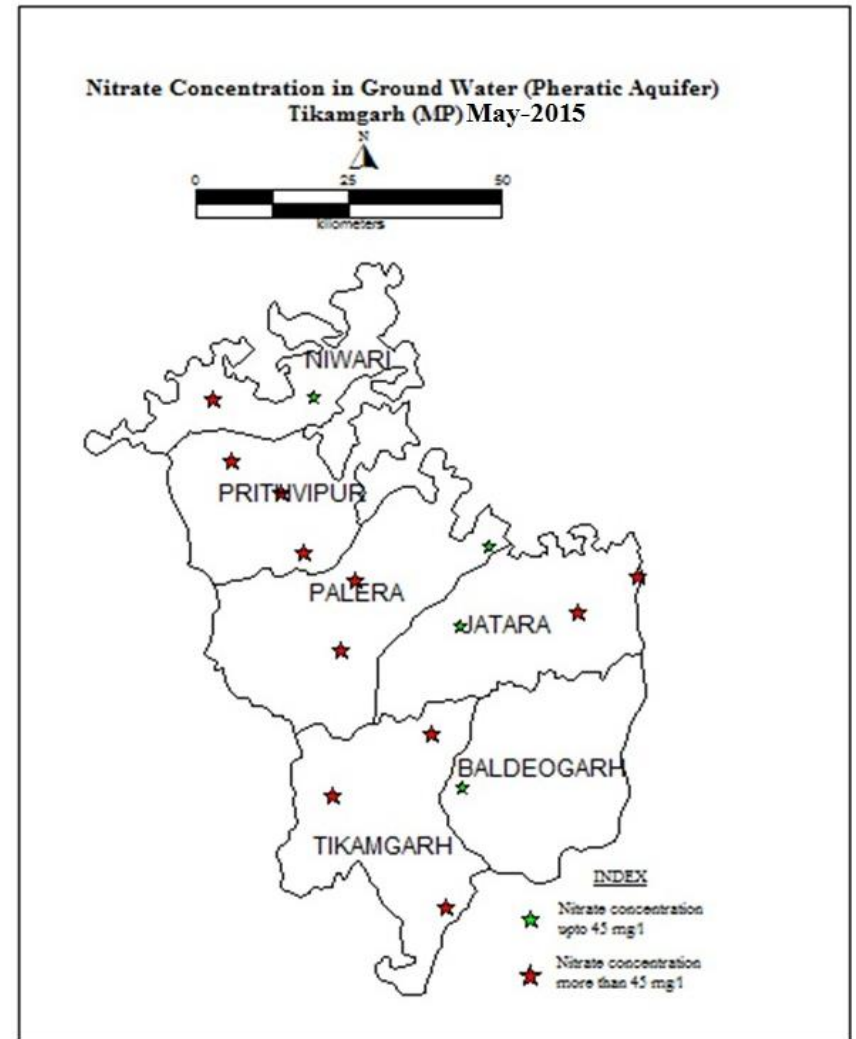 Nitrate Concentration in Ground Water (Pheratic Aquifer)
Tikamgarh (MP) May-2015
N
0 25 50
kilometers
NIWARI
PRITHVIPUR
PALERA
JATARA
BALDEOGARH
TIKAMGARH
INDEX
Nitrate concentration
upto 45 mg/l
Nitrate concentration
more than 45 mg/l